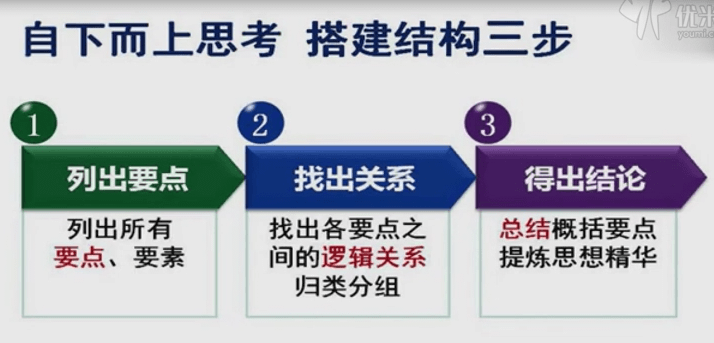 自下而上思考 搭建结构三步
优米
youmi.c
1
列出要点
列出所有
要点、要素
2
找出关系
找出各要点之
间的逻辑关系
归类分组
3
得出结论
总结概括要点
提炼思想精华